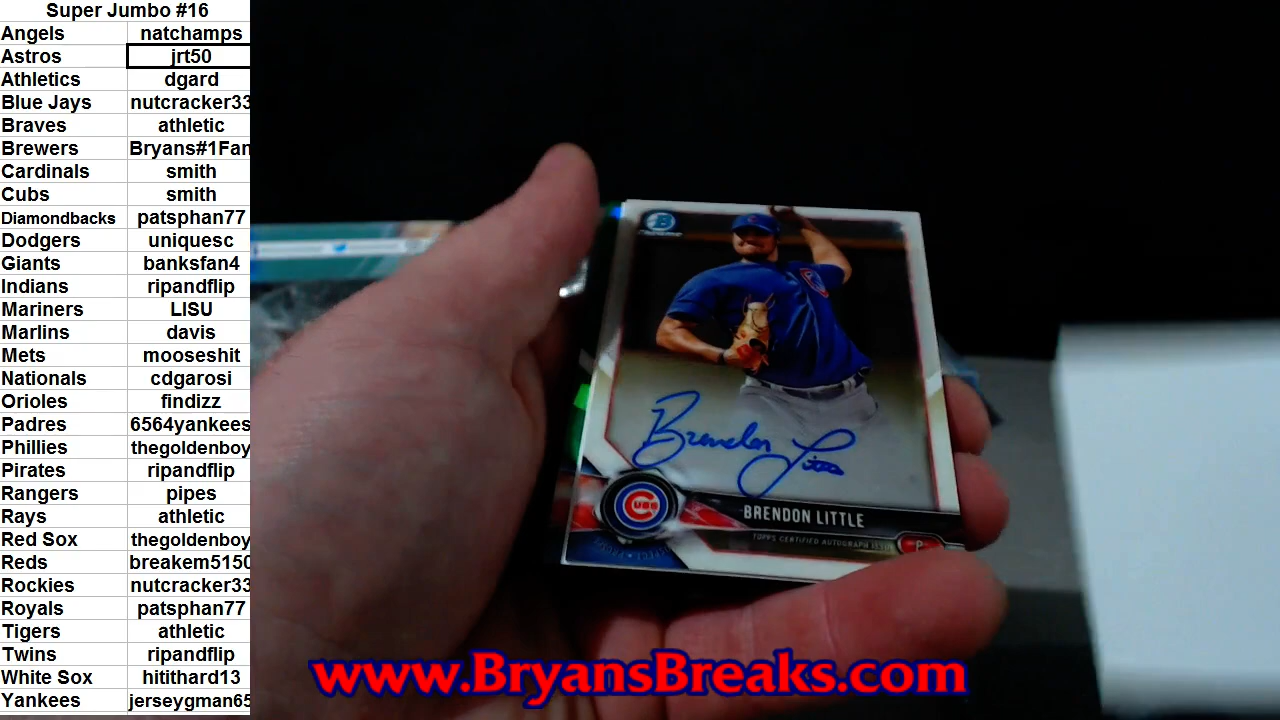 Super Jumbo #16
Angels natchamps
Astros jrt50
Athletics dgard
Blue Jays nutcracker33
Braves athletic
Brewers Bryans#1Fan
Cardinals smith
Cubs smith
Diamondbacks patsphan77
Dodgers uniquesc
Giants banksfan4
Indians ripandflip
Mariners LISU
Marlins davis
Mets mooseshit
Nationals cdgarosi
Orioles findizz
Padres 6564yankees
Phillies thegoldenboy
Pirates ripandflip
Rangers pipes
Rays athletic
Red Sox thegoldenboy
Reds breakem5150
Rockies nutcracker33
Royals patsphan77
Tigers athletic
Twins ripandflip
White Sox hitithard13
Yankees jerseygman65
B
Brendon Little
CUBS
BRENDON LITTLE
TOPPS CERTIFIED AUTOGRAPH ISSUE
P
www.BryansBreaks.com